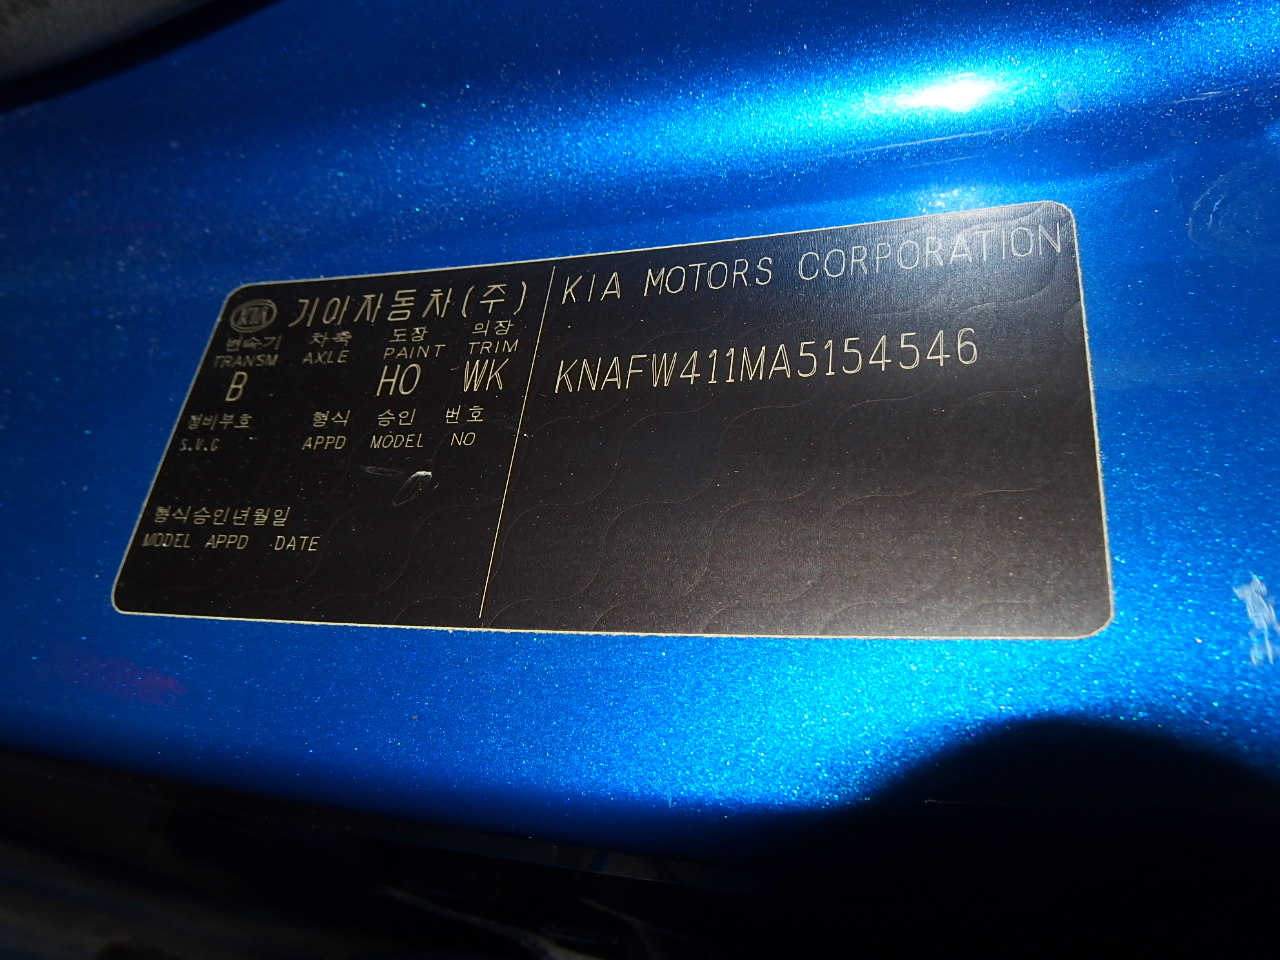 KIA 기아자동차(주)
변속기 차축 도장 의장
TRANSM AXLE PAINT TRIM
B HO WK
정비부호 형식 승인 번호
S.V.C APPD MODEL NO
형식승인년월일
MODEL APPD DATE
KIA MOTORS CORPORATION
KNAFW411MA5154546